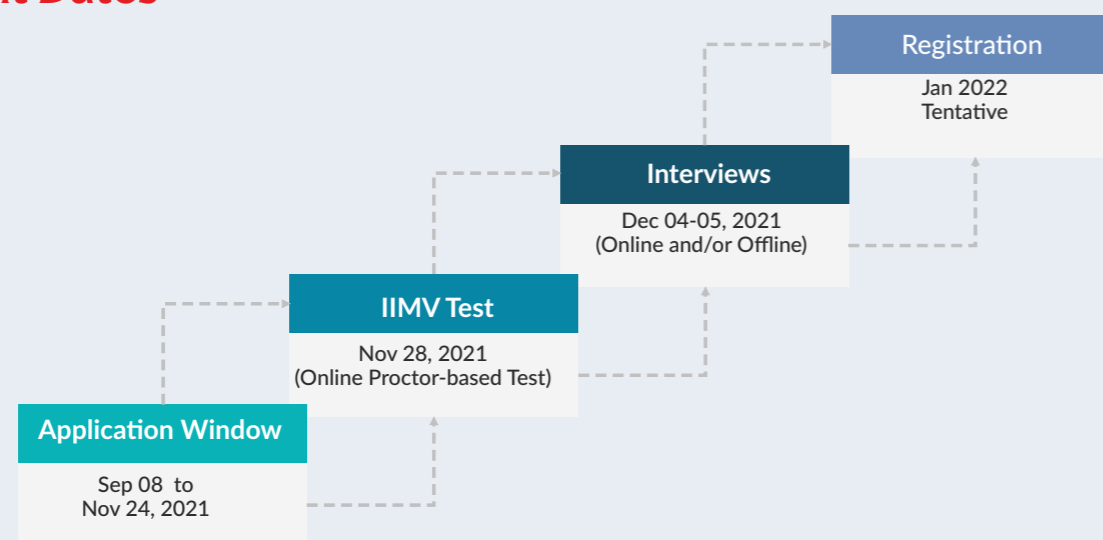 Dates
Registration
Jan 2022
Tentative
Interviews
Dec 04-05, 2021
(Online and/or Offline)
IIMV Test
Nov 28, 2021
(Online Proctor-based Test)
Application Window
Sep 08 to
Nov 24, 2021